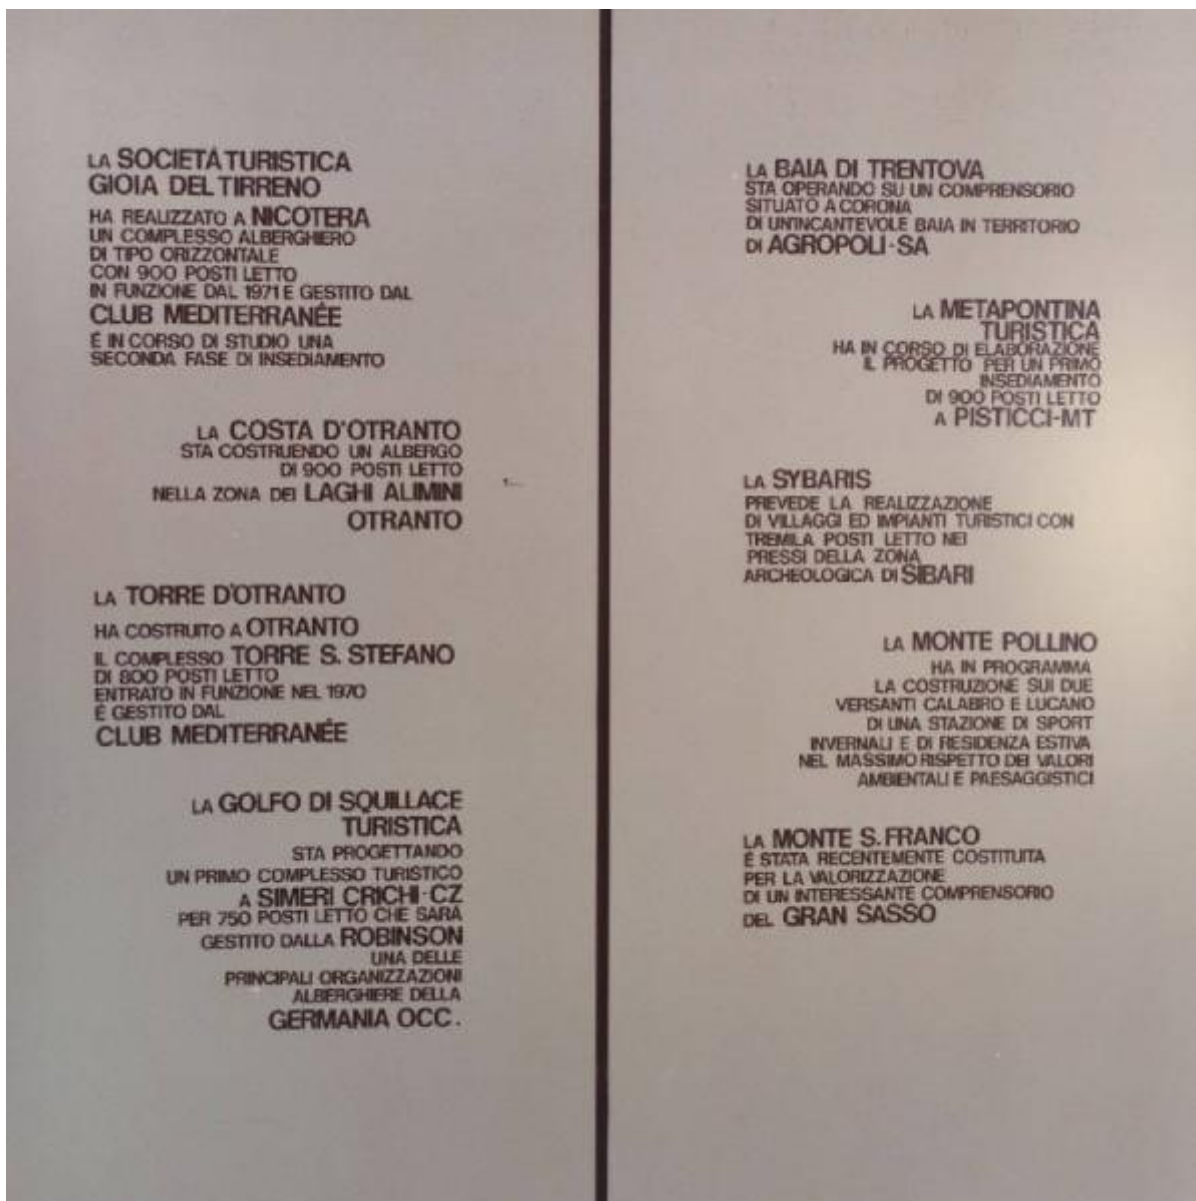 LA SOCIETÀ TURISTICA
GIOIA DEL TIRRENO
HA REALIZZATO A NICOTERA
UN COMPLESSO ALBERGHIERO
DI TIPO ORIZZONTALE
CON 900 POSTI LETTO
IN FUNZIONE DAL 1971 E GESTITO DAL
CLUB MEDITERRANÉE
É IN CORSO DI STUDIO UNA
SECONDA FASE DI INSEDIAMENTO
LA COSTA D'OTRANTO
STA COSTRUENDO UN ALBERGO
DI 900 POSTI LETTO
NELLA ZONA DEI LAGHI ALIMINI
OTRANTO
LA TORRE D'OTRANTO
HA COSTRUITO A OTRANTO
IL COMPLESSO TORRE S. STEFANO
DI 800 POSTI LETTO
ENTRATO IN FUNZIONE NEL 1970
É GESTITO DAL
CLUB MEDITERRANÉE
LA GOLFO DI SQUILLACE
TURISTICA
STA PROGETTANDO
UN PRIMO COMPLESSO TURISTICO
A SIMERI CRICHI-CZ
PER 750 POSTI LETTO CHE SARÀ
GESTITO DALLA ROBINSON
UNA DELLE
PRINCIPALI ORGANIZZAZIONI
ALBERGHIERE DELLA
GERMANIA OCC.
LA BAIA DI TRENTOVA
STA OPERANDO SU UN COMPRENSORIO
SITUATO A CORONA
DI UN'INCANTEVOLE BAIA IN TERRITORIO
DI AGROPOLI-SA
LA METAPONTINA
TURISTICA
HA IN CORSO DI ELABORAZIONE
IL PROGETTO PER UN PRIMO
INSEDIAMENTO
DI 900 POSTI LETTO
A PISTICCI-MT
LA SYBARIS
PREVEDE LA REALIZZAZIONE
DI VILLAGGI ED IMPIANTI TURISTICI CON
TREMILA POSTI LETTO NEI
PRESSI DELLA ZONA
ARCHEOLOGICA DI SIBARI
LA MONTE POLLINO
HA IN PROGRAMMA
LA COSTRUZIONE SUI DUE
VERSANTI CALABRO E LUCANO
DI UNA STAZIONE DI SPORT
INVERNALI E DI RESIDENZA ESTIVA
NEL MASSIMO RISPETTO DEI VALORI
AMBIENTALI E PAESAGGISTICI
LA MONTE S. FRANCO
É STATA RECENTEMENTE COSTITUITA
PER LA VALORIZZAZIONE
DI UN INTERESSANTE COMPRENSORIO
DEL GRAN SASSO